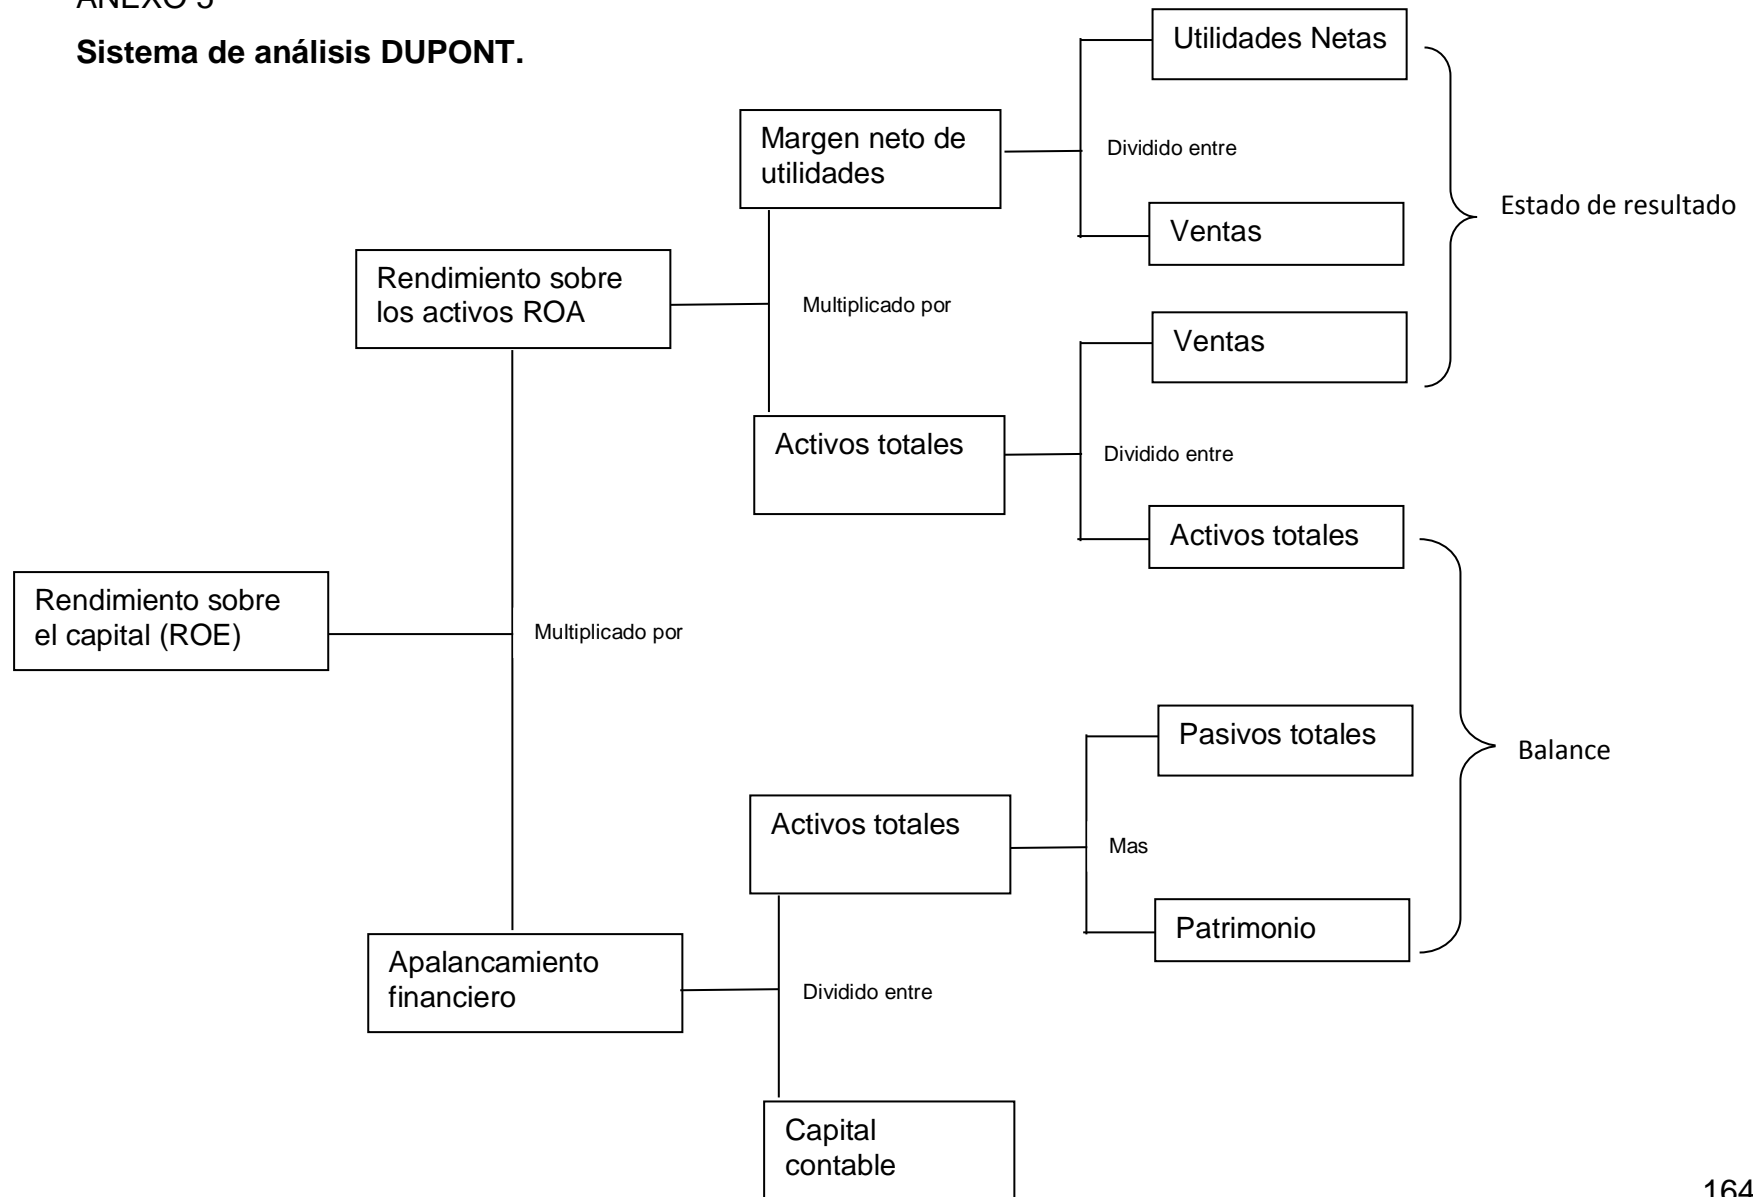 ANEXO 5
Sistema de análisis DUPONT.
Utilidades Netas
Margen neto de
utilidades
Dividido entre
Estado de resultado
Ventas
Rendimiento sobre
los activos ROA
Multiplicado por
Ventas
Activos totales
Dividido entre
Activos totales
Rendimiento sobre
el capital (ROE)
Multiplicado por
Pasivos totales
Balance
Activos totales
Mas
Patrimonio
Apalancamiento
financiero
Dividido entre
Capital
contable
164